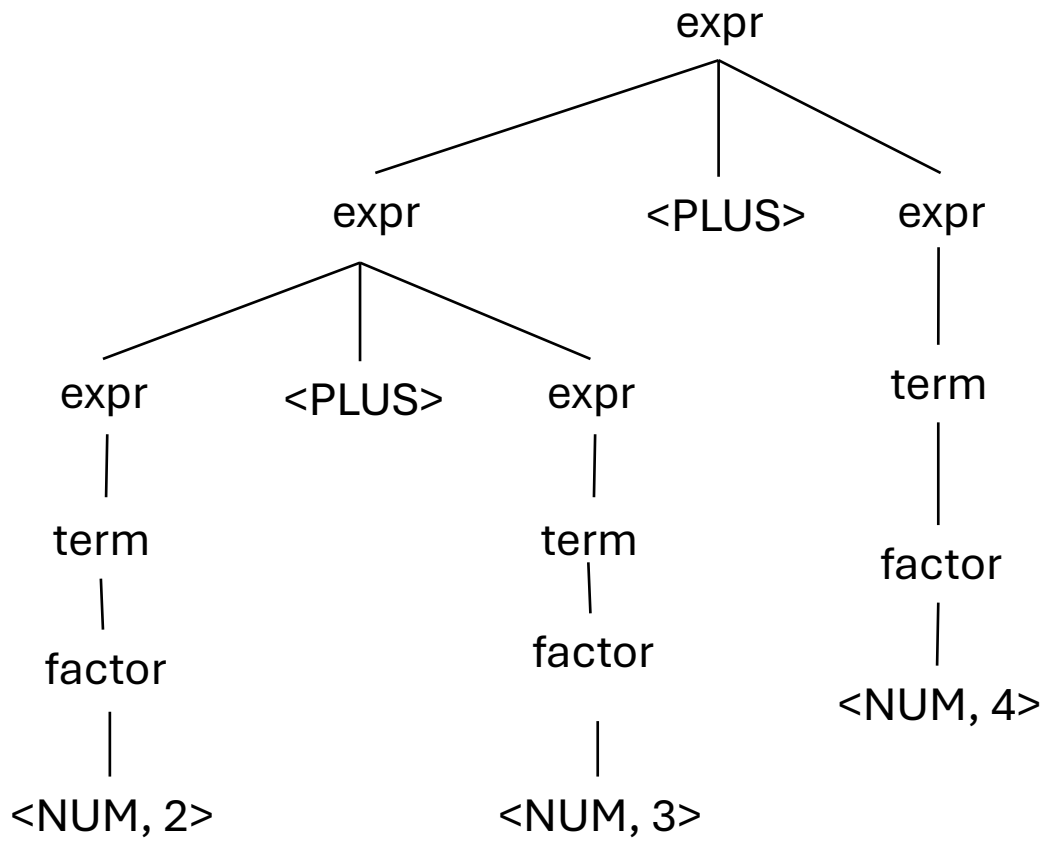 expr
expr <PLUS> expr
expr <PLUS> expr term
term term factor
factor factor <NUM, 4>
<NUM, 2> <NUM, 3>